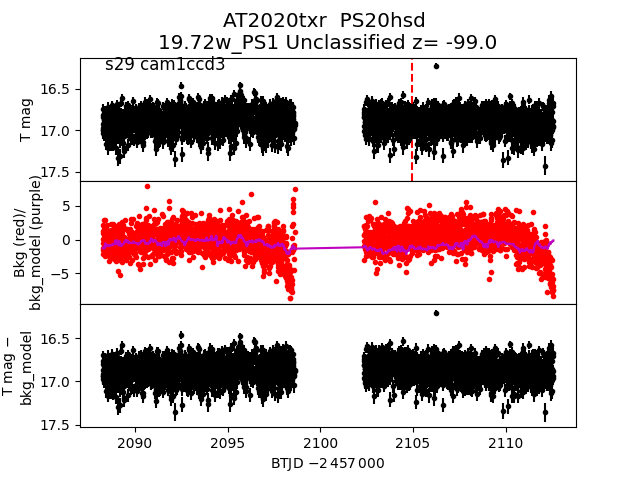 AT2020txr PS20hsd
19.72w_PS1 Unclassified z= -99.0
s29 cam1ccd3
T mag
16.5
17.0
17.5
Bkg (red)/
bkg_model (purple)
5
0
−5
T mag −
bkg_model
16.5
17.0
17.5
2090
2095
2100
2105
2110
BTJD −2 457 000